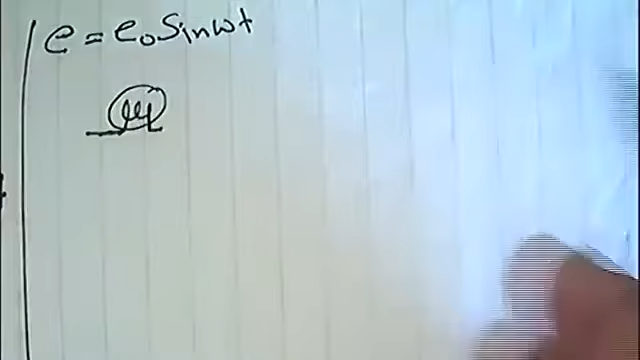 e = e₀ Sinωt